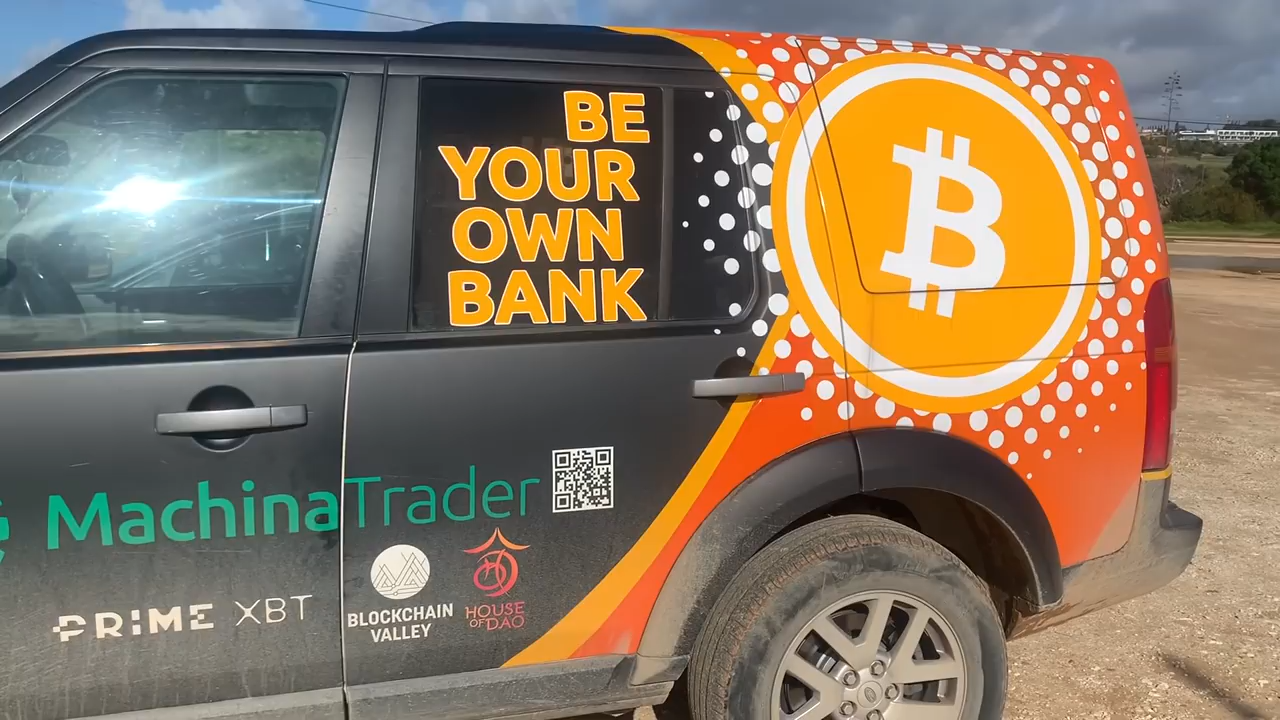 BE
YOUR
OWN
BANK
MachinaTrader
PRIME XBT
BLOCKCHAIN
VALLEY
HOUSE
OF DAO